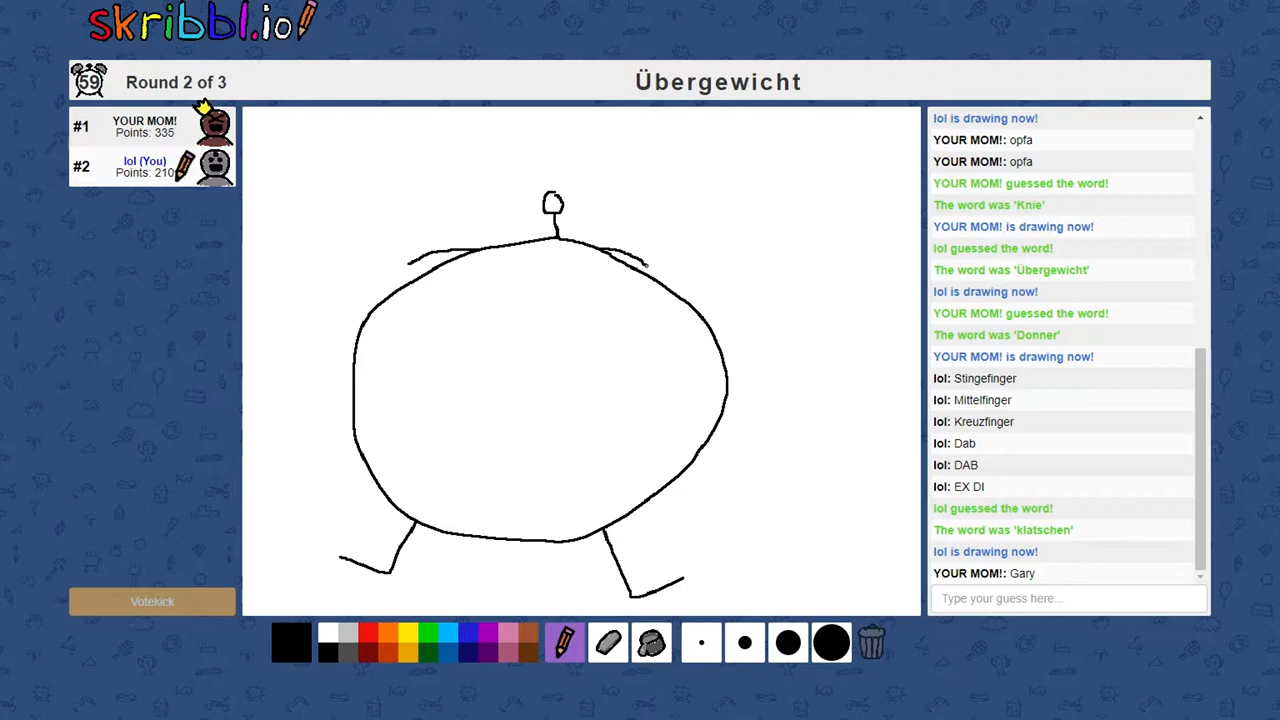 skribbl.io
59
Round 2 of 3
Übergewicht
#1
YOUR MOM!
Points: 335
#2
lol (You)
Points: 210
Votekick
lol is drawing now!
YOUR MOM!: opfa
YOUR MOM!: opfa
YOUR MOM! guessed the word!
The word was 'Knie'
YOUR MOM! is drawing now!
lol guessed the word!
The word was 'Übergewicht'
lol is drawing now!
YOUR MOM! guessed the word!
The word was 'Donner'
YOUR MOM! is drawing now!
lol: Stingefinger
lol: Mittelfinger
lol: Kreuzfinger
lol: Dab
lol: DAB
lol: EX DI
lol guessed the word!
The word was 'klatschen'
lol is drawing now!
YOUR MOM!: Gary
Type your guess here...